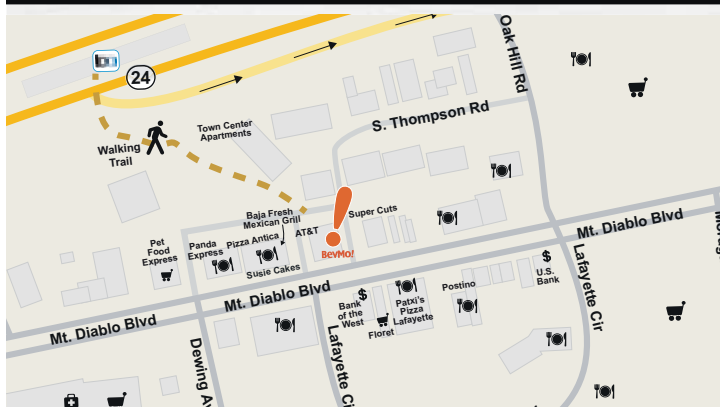 Oak Hill Rd
24
S. Thompson Rd
Town Center
Apartments
Walking
Trail
Super Cuts
Baja Fresh
Mexican Grill
AT&T
Pizza Antica
Panda
Express
Pet
Food
Express
Susie Cakes
BevMo!
Mt. Diablo Blvd
U.S.
Bank
Lafayette Cir
Postino
Patxi's
Pizza
Lafayette
Bank
of the
West
Floret
Mt. Diablo Blvd
Mt. Diablo Blvd
Dewing Av
Lafayette Cir